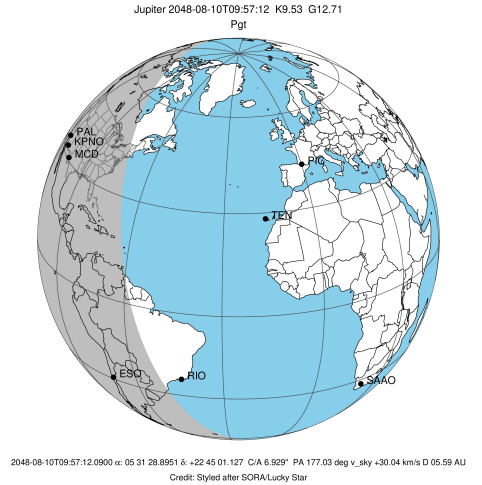 Jupiter 2048-08-10T09:57:12 K9.53 G12.71
Pgt
PAL
KPNO
MCD
PIC
TEN
ESO
RIO
SAAO
2048-08-10T09:57:12.0900 α: 05 31 28.8951 δ: +22 45 01.127 C/A 6.929" PA 177.03 deg v_sky +30.04 km/s D 05.59 AU
Credit: Styled after SORA/Lucky Star